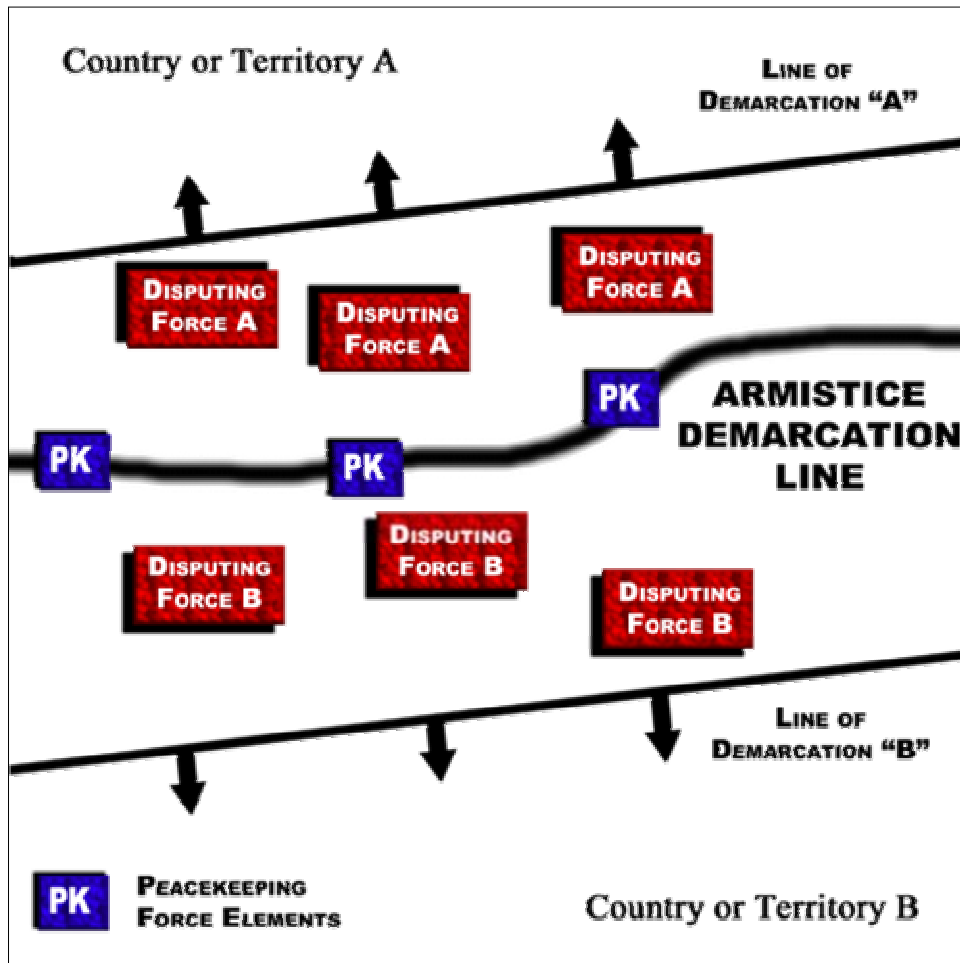 Country or Territory A
LINE OF
DEMARCATION “A”
DISPUTING
FORCE A
DISPUTING
FORCE A
DISPUTING
FORCE A
PK
PK
PK
ARMISTICE
DEMARCATION
LINE
DISPUTING
FORCE B
DISPUTING
FORCE B
DISPUTING
FORCE B
LINE OF
DEMARCATION “B”
PK
PEACEKEEPING
FORCE ELEMENTS
Country or Territory B